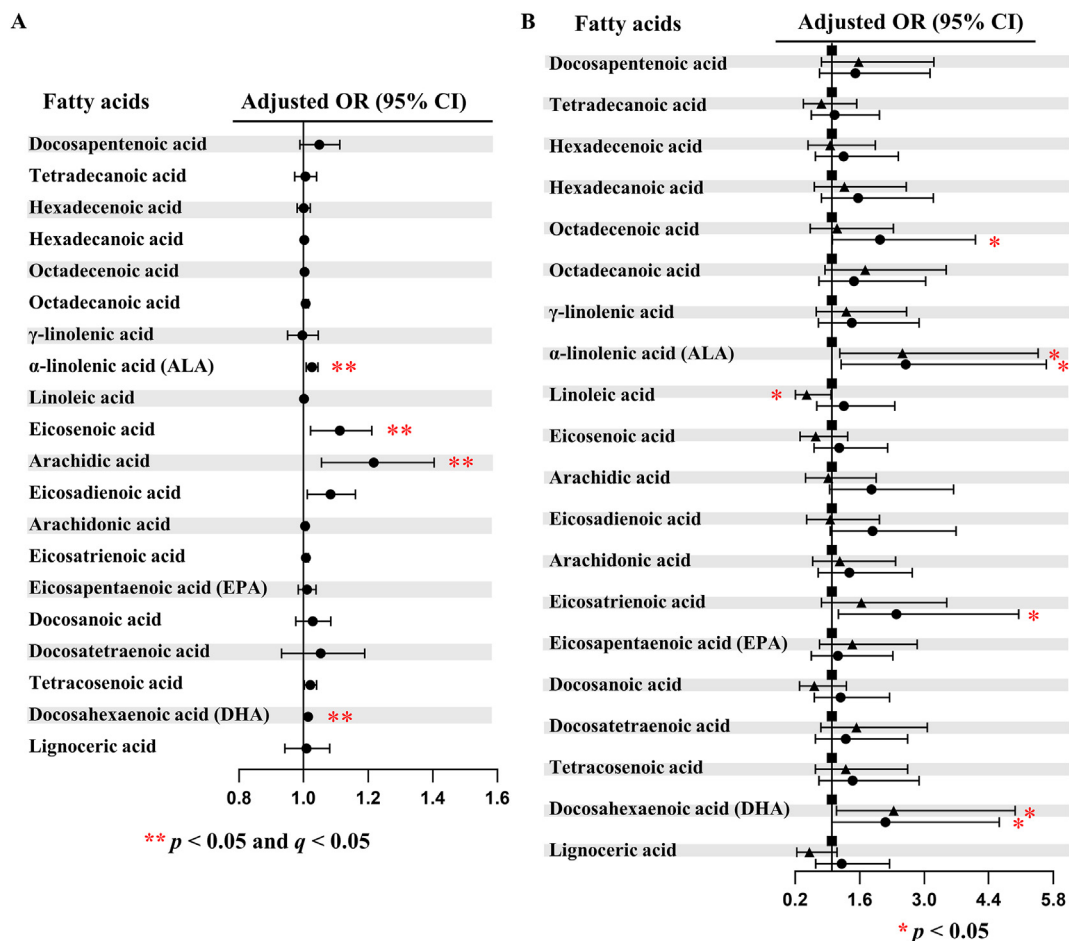 A
Fatty acids Adjusted OR (95% CI)
Docosapentenoic acid
Tetradecanoic acid
Hexadecenoic acid
Hexadecanoic acid
Octadecenoic acid
Octadecanoic acid
γ-linolenic acid
α-linolenic acid (ALA) **
Linoleic acid
Eicosenoic acid **
Arachidic acid **
Eicosadienoic acid
Arachidonic acid
Eicosatrienoic acid
Eicosapentaenoic acid (EPA)
Docosanoic acid
Docosatetraenoic acid
Tetracosenoic acid
Docosahexaenoic acid (DHA) **
Lignoceric acid
0.8 1.0 1.2 1.4 1.6
** p < 0.05 and q < 0.05
B
Fatty acids Adjusted OR (95% CI)
Docosapentenoic acid
Tetradecanoic acid
Hexadecenoic acid
Hexadecanoic acid
Octadecenoic acid
*
Octadecanoic acid
γ-linolenic acid
α-linolenic acid (ALA) *
*
Linoleic acid *
Eicosenoic acid
Arachidic acid
Eicosadienoic acid
Arachidonic acid
Eicosatrienoic acid
*
Eicosapentaenoic acid (EPA)
Docosanoic acid
Docosatetraenoic acid
Tetracosenoic acid
Docosahexaenoic acid (DHA) *
*
Lignoceric acid
0.2 1.6 3.0 4.4 5.8
* p < 0.05